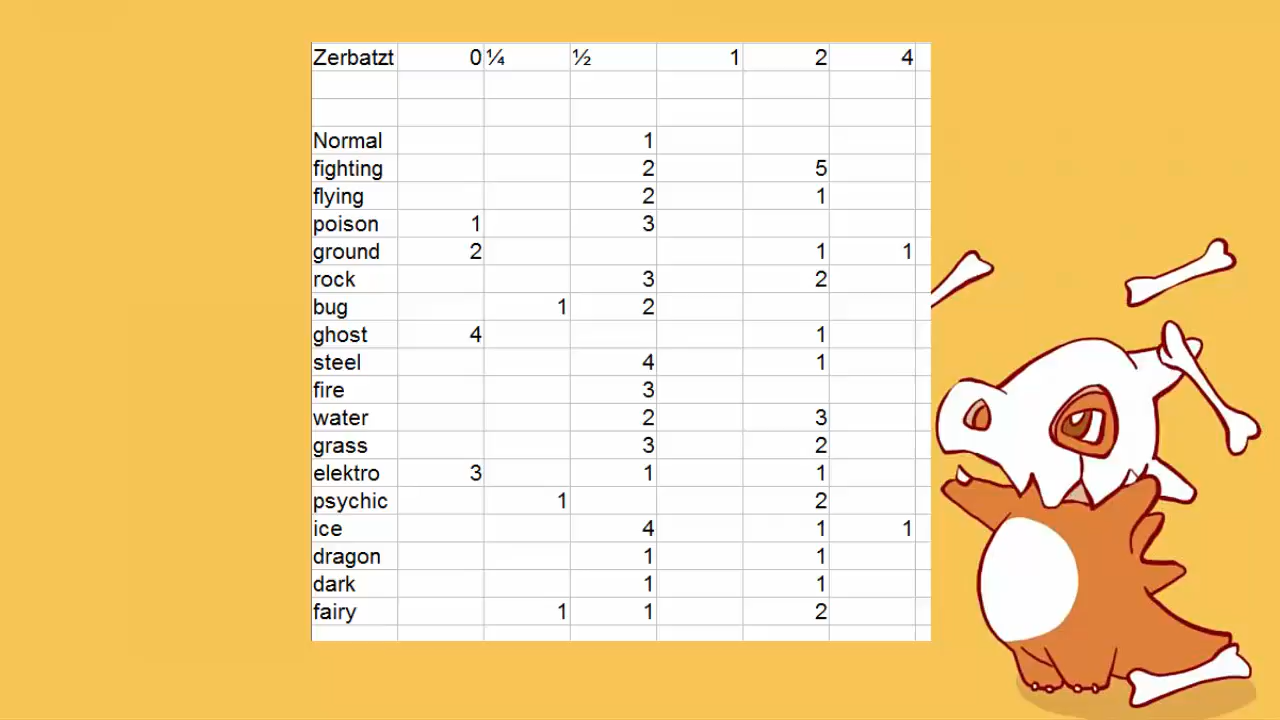 Zerbatzt 0 ¼ ½ 1 2 4
Normal 1
fighting 2 5
flying 2 1
poison 1 3
ground 2 1 1
rock 3 2
bug 1 2
ghost 4 1
steel 4 1
fire 3
water 2 3
grass 3 2
elektro 3 1 1
psychic 1 2
ice 4 1 1
dragon 1 1
dark 1 1
fairy 1 1 2